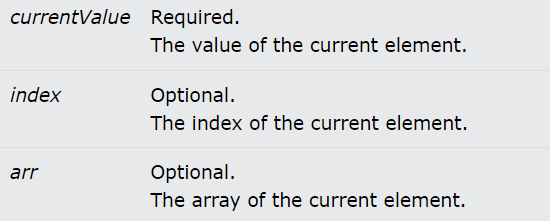 currentValue Required.
The value of the current element.
index Optional.
The index of the current element.
arr Optional.
The array of the current element.